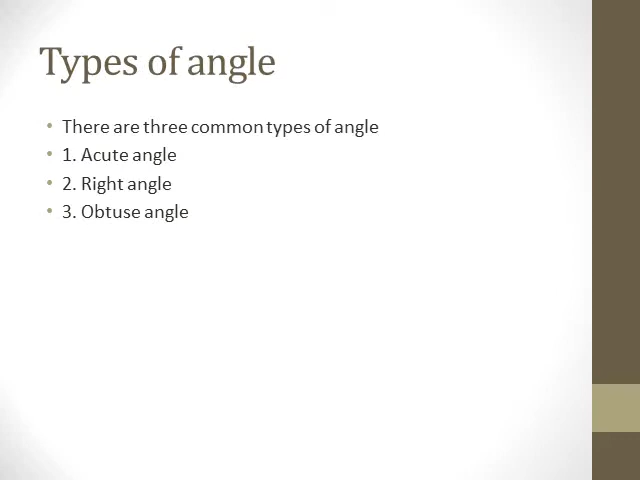 Types of angle
• There are three common types of angle
• 1. Acute angle
• 2. Right angle
• 3. Obtuse angle